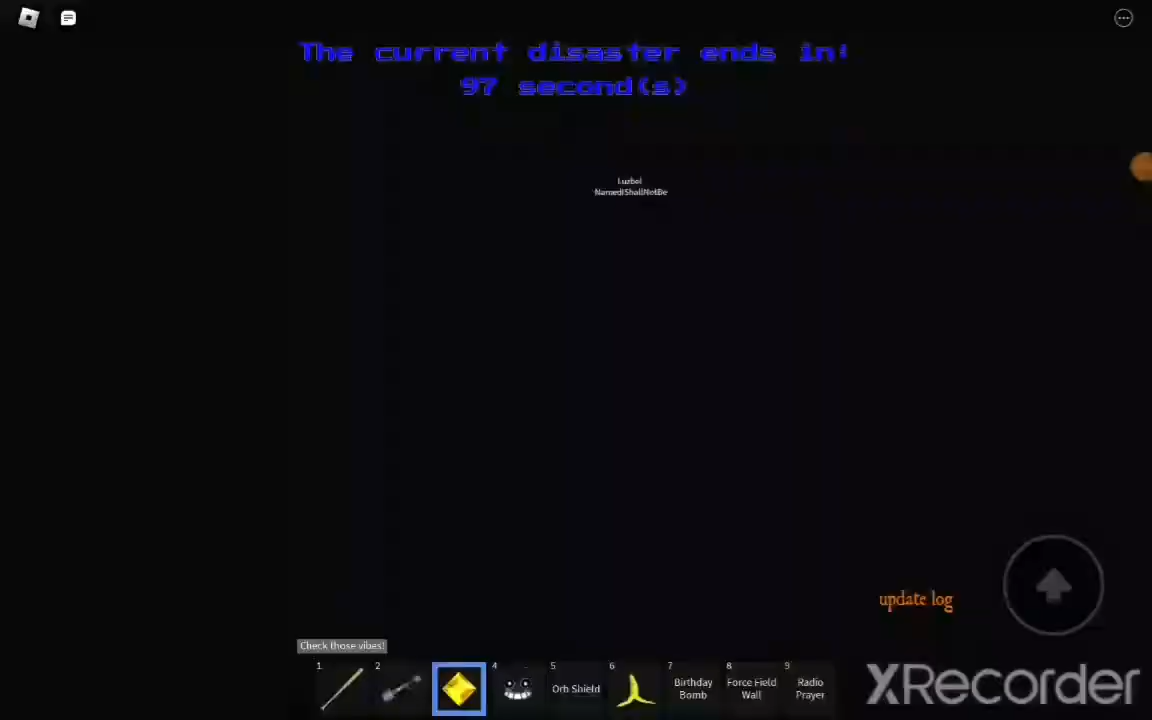 The current disaster ends in:
97 second(s)
Luzbel
NamedIShallNotBe
update log
Check those vibes!
1
2
4
5
Orb Shield
6
7
Birthday
Bomb
8
Force Field
Wall
9
Radio
Prayer
XRecorder